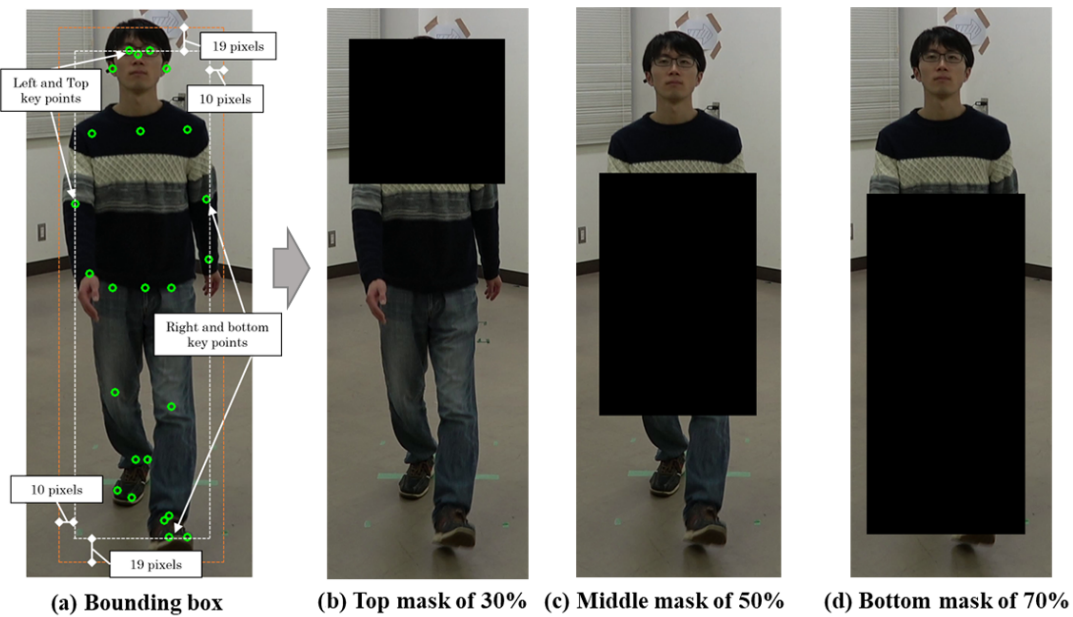 19 pixels
Left and Top
key points
10 pixels
Right and bottom
key points
10 pixels
19 pixels
(a) Bounding box
(b) Top mask of 30%
(c) Middle mask of 50%
(d) Bottom mask of 70%